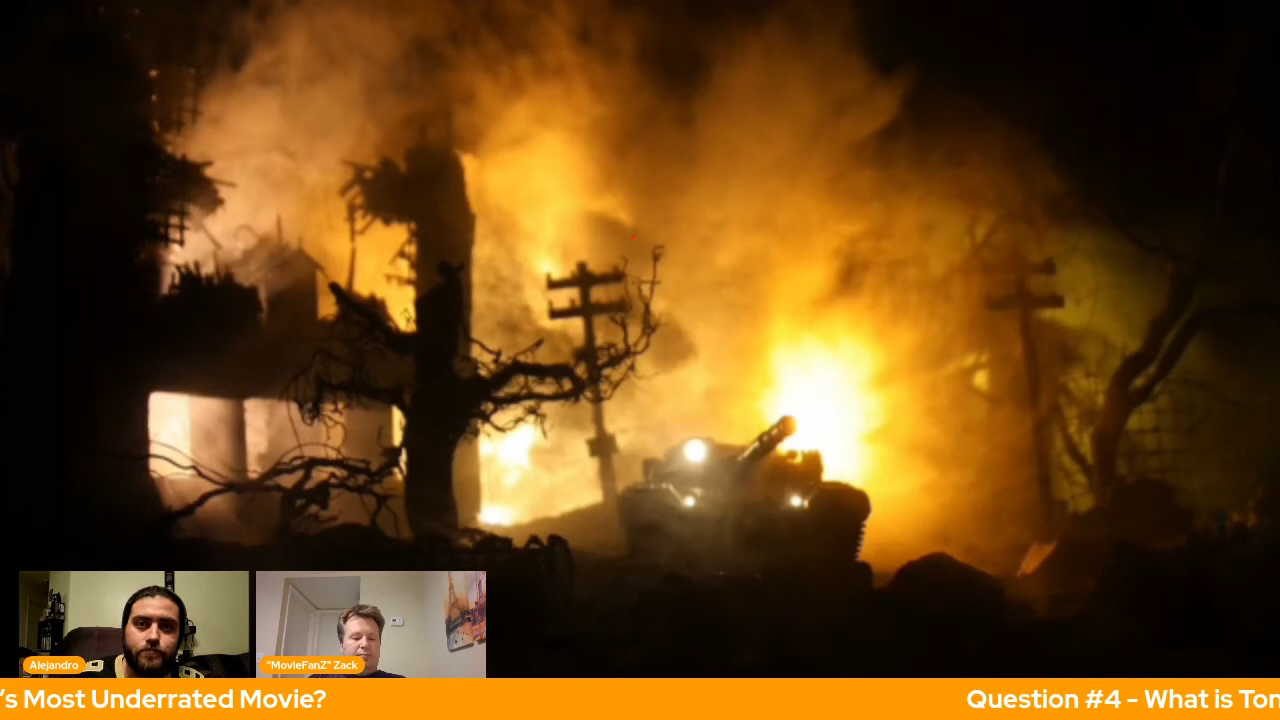 Alejandro
"MovieFanZ" Zack
's Most Underrated Movie?
Question #4 - What is Ton